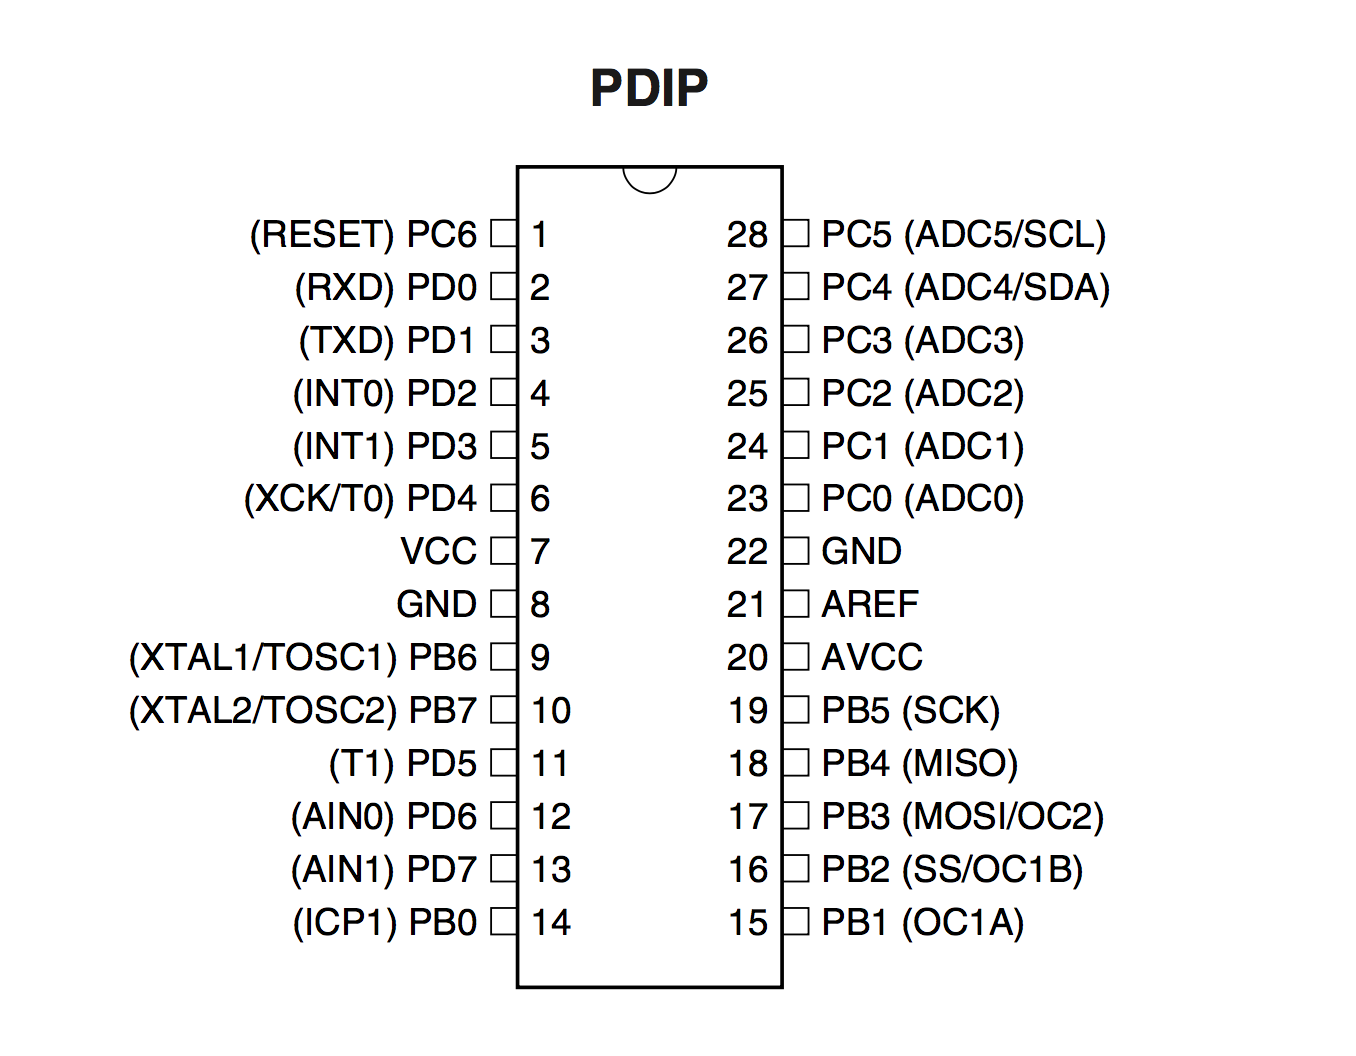 PDIP
(RESET) PC6 1 28 PC5 (ADC5/SCL)
(RXD) PD0 2 27 PC4 (ADC4/SDA)
(TXD) PD1 3 26 PC3 (ADC3)
(INT0) PD2 4 25 PC2 (ADC2)
(INT1) PD3 5 24 PC1 (ADC1)
(XCK/T0) PD4 6 23 PC0 (ADC0)
VCC 7 22 GND
GND 8 21 AREF
(XTAL1/TOSC1) PB6 9 20 AVCC
(XTAL2/TOSC2) PB7 10 19 PB5 (SCK)
(T1) PD5 11 18 PB4 (MISO)
(AIN0) PD6 12 17 PB3 (MOSI/OC2)
(AIN1) PD7 13 16 PB2 (SS/OC1B)
(ICP1) PB0 14 15 PB1 (OC1A)